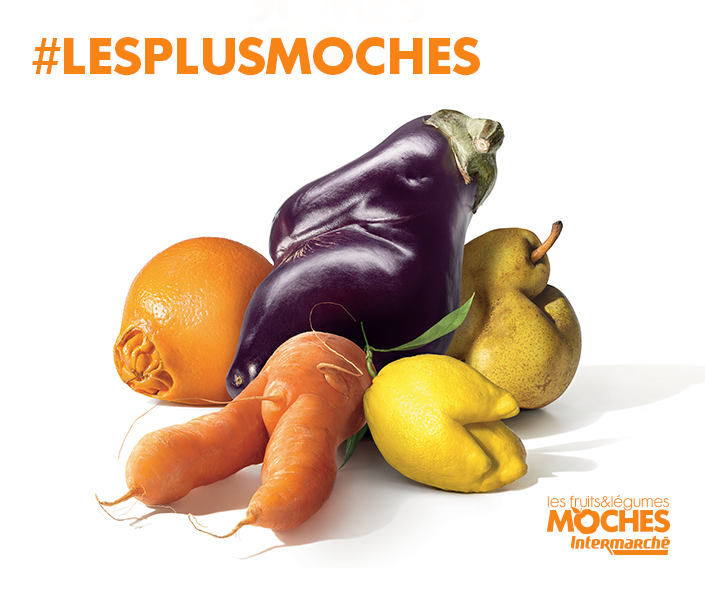 #LESPLUSMOCHES
les fruits&légumes
MOCHES
Intermarché